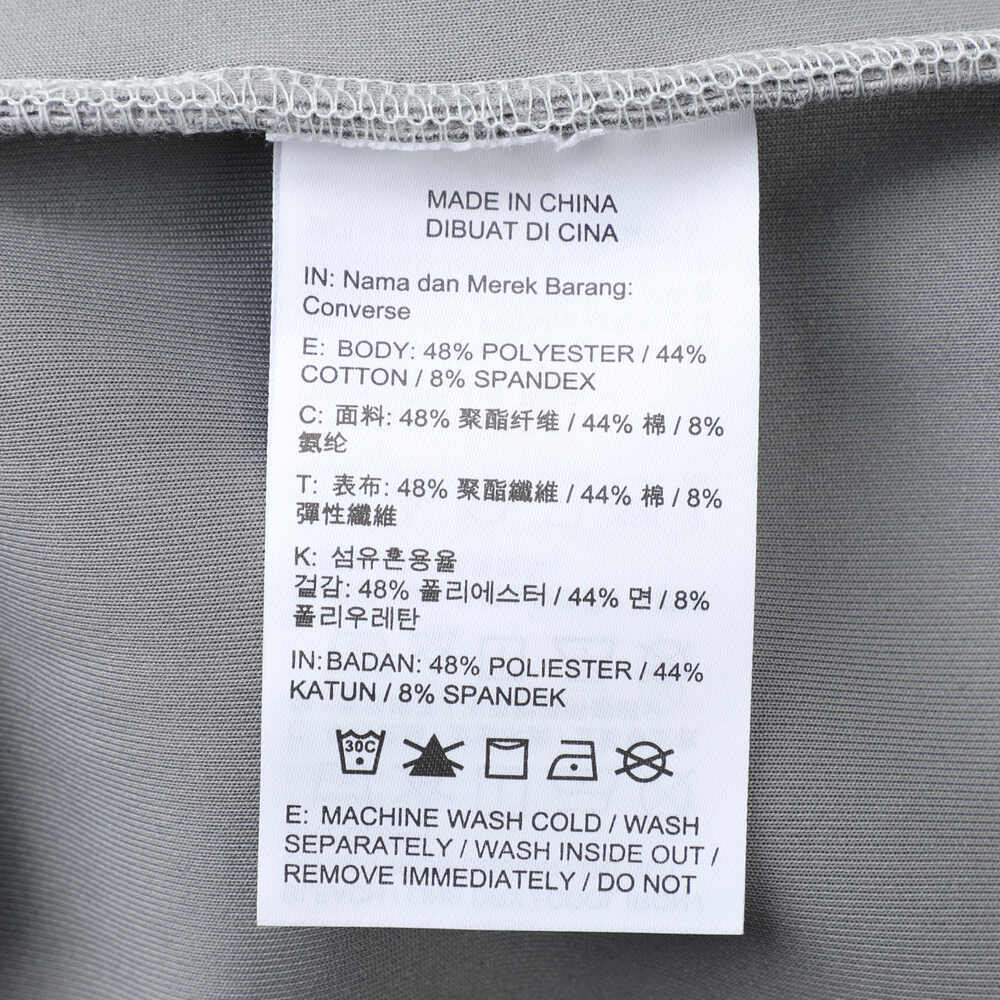 MADE IN CHINA
DIBUAT DI CINA
IN: Nama dan Merek Barang:
Converse
E: BODY: 48% POLYESTER / 44%
COTTON / 8% SPANDEX
C: 面料: 48% 聚酯纤维 / 44% 棉 / 8%
氨纶
T: 表布: 48% 聚酯纖維 / 44% 棉 / 8%
彈性纖維
K: 섬유혼용율
겉감: 48% 폴리에스터 / 44% 면 / 8%
폴리우레탄
IN: BADAN: 48% POLIESTER / 44%
KATUN / 8% SPANDEK
30C
E: MACHINE WASH COLD / WASH
SEPARATELY / WASH INSIDE OUT /
REMOVE IMMEDIATELY / DO NOT